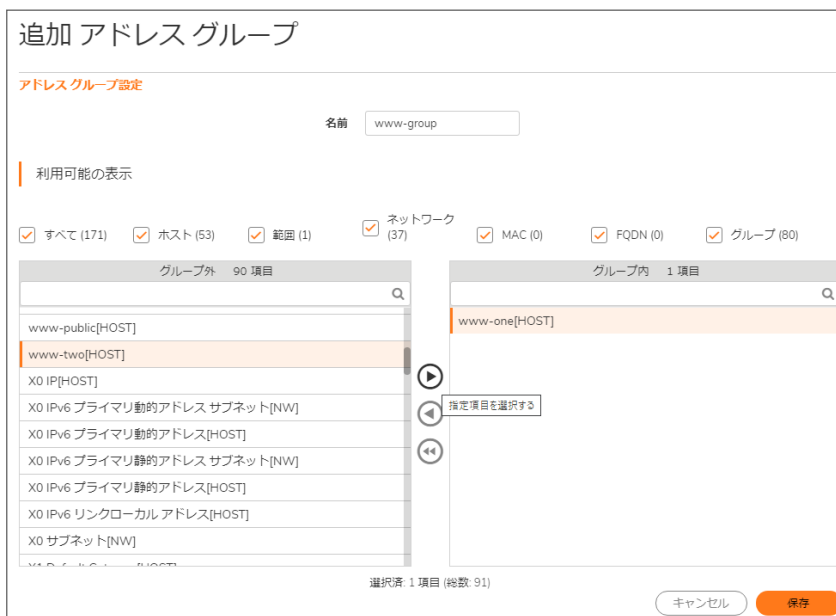 追加 アドレス グループ
アドレス グループ設定
名前 www-group
利用可能の表示
すべて (171) ホスト (53) 範囲 (1) ネットワーク (37) MAC (0) FQDN (0) グループ (80)
グループ外 90 項目
www-public[HOST]
www-two[HOST]
X0 IP[HOST]
X0 IPv6 プライマリ動的アドレス サブネット[NW]
X0 IPv6 プライマリ動的アドレス[HOST]
X0 IPv6 プライマリ静的アドレス サブネット[NW]
X0 IPv6 プライマリ静的アドレス[HOST]
X0 IPv6 リンクローカル アドレス[HOST]
X0 サブネット[NW]
グループ内 1 項目
www-one[HOST]
指定項目を選択する
選択済: 1 項目 (総数: 91)
キャンセル 保存